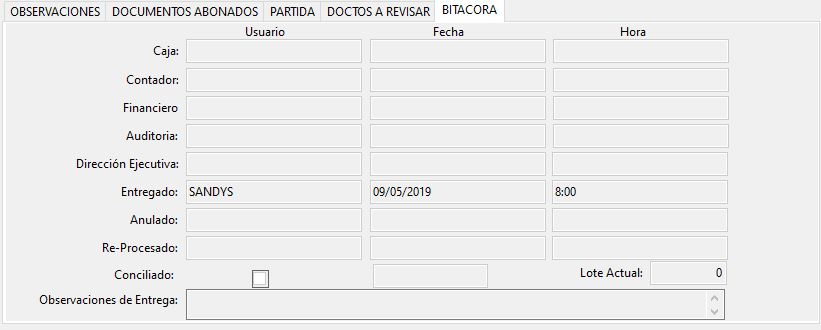 OBSERVACIONES DOCUMENTOS ABONADOS PARTIDA DOCTOS A REVISAR BITACORA
Usuario Fecha Hora
Caja:
Contador:
Financiero
Auditoria:
Dirección Ejecutiva:
Entregado: SANDYS 09/05/2019 8:00
Anulado:
Re-Procesado:
Conciliado: Lote Actual: 0
Observaciones de Entrega: